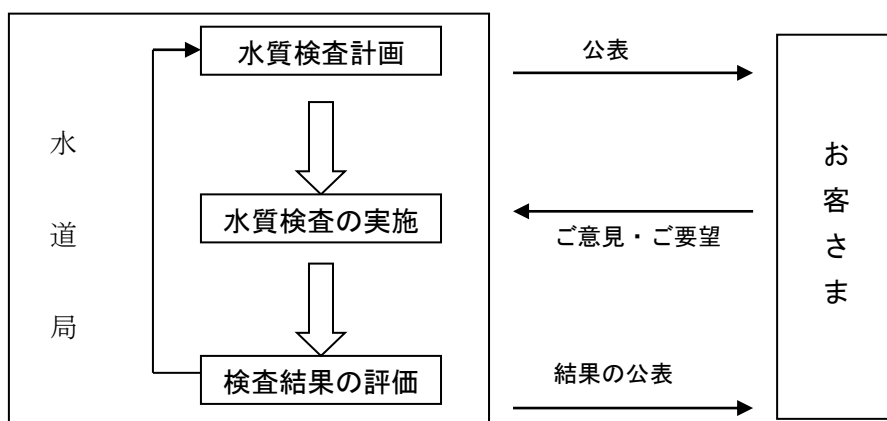 水質検査計画
公表
水道局
お客さま
水質検査の実施
ご意見・ご要望
検査結果の評価
結果の公表